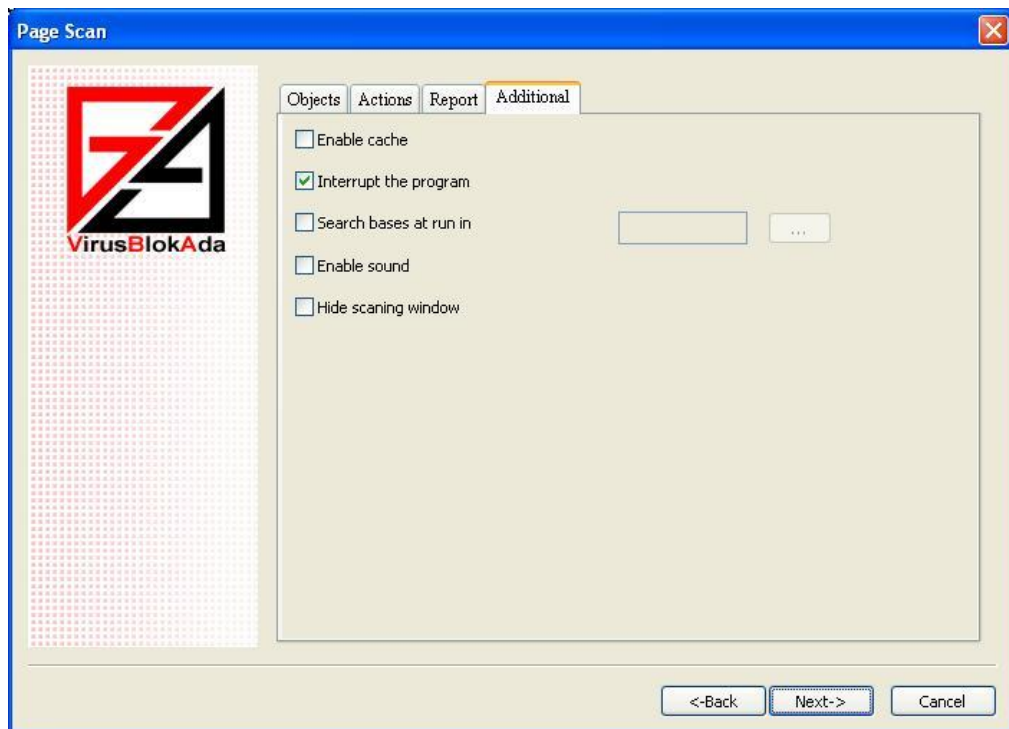 Page Scan
VirusBlokAda
Objects Actions Report Additional
Enable cache
Interrupt the program
Search bases at run in ...
Enable sound
Hide scaning window
<-Back Next-> Cancel